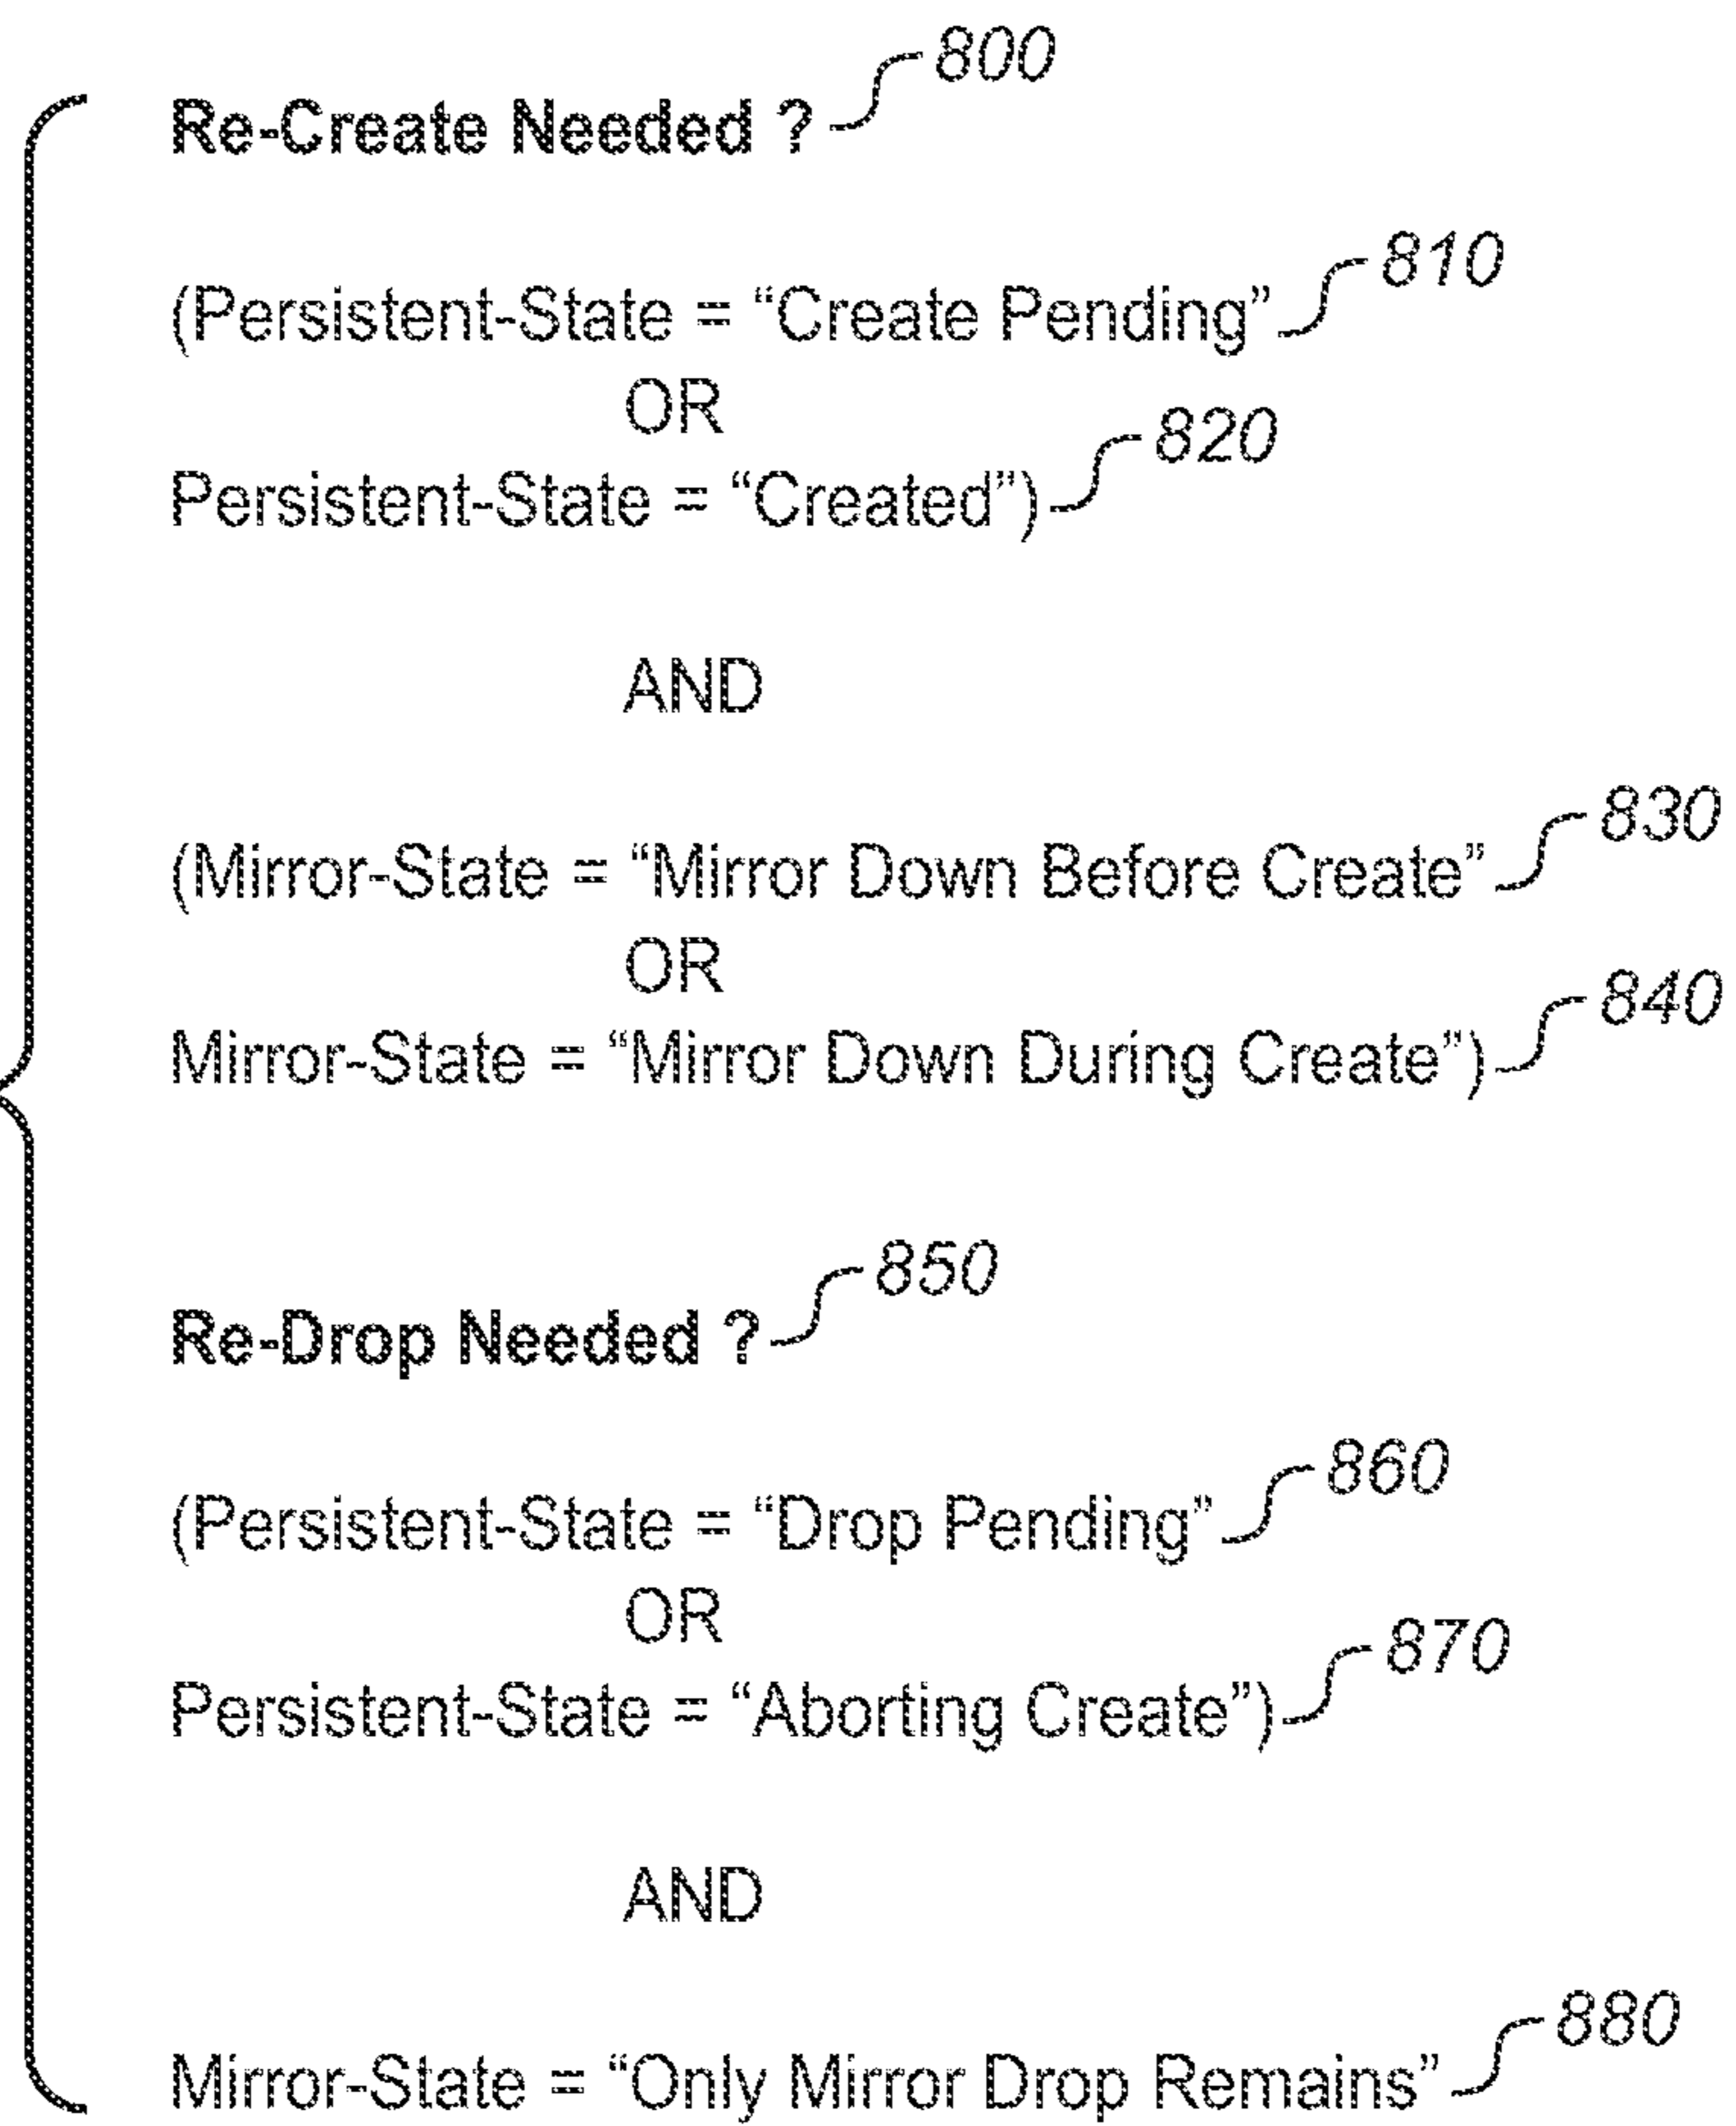 Re-Create Needed ? 800
(Persistent-State = “Create Pending” 810
OR
Persistent-State = “Created”) 820
AND
(Mirror-State = “Mirror Down Before Create” 830
OR
Mirror-State = “Mirror Down During Create”) 840
Re-Drop Needed ? 850
(Persistent-State = “Drop Pending” 860
OR
Persistent-State = “Aborting Create”) 870
AND
Mirror-State = “Only Mirror Drop Remains” 880